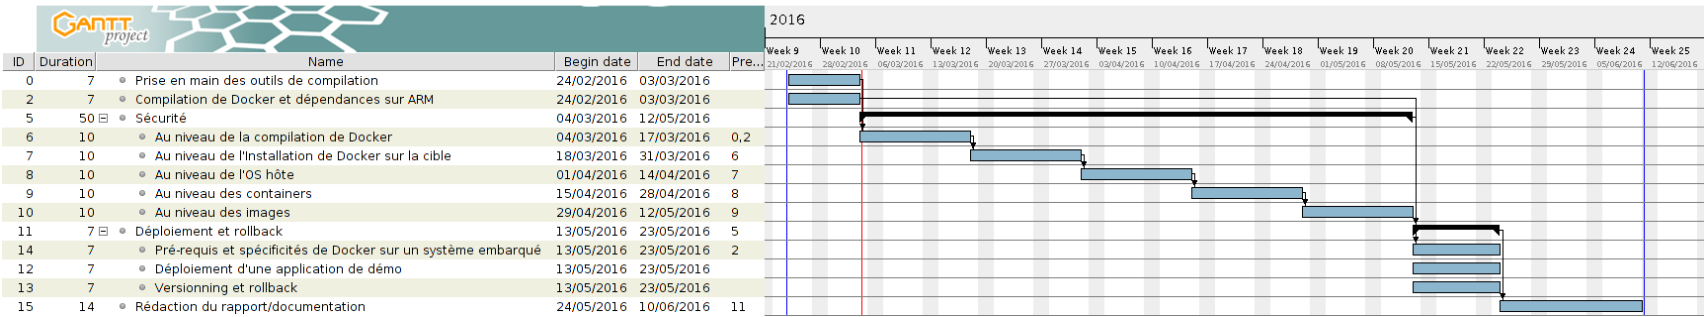 GANTT
project
2016
Week 9 Week 10 Week 11 Week 12 Week 13 Week 14 Week 15 Week 16 Week 17 Week 18 Week 19 Week 20 Week 21 Week 22 Week 23 Week 24 Week 25
ID Duration Name Begin date End date Pre...
21/02/2016 28/02/2016 06/03/2016 13/03/2016 20/03/2016 27/03/2016 03/04/2016 10/04/2016 17/04/2016 24/04/2016 01/05/2016 08/05/2016 15/05/2016 22/05/2016 29/05/2016 05/06/2016 12/06/2016
0 7 Prise en main des outils de compilation 24/02/2016 03/03/2016
2 7 Compilation de Docker et dépendances sur ARM 24/02/2016 03/03/2016
5 50 Sécurité 04/03/2016 12/05/2016
6 10 Au niveau de la compilation de Docker 04/03/2016 17/03/2016 0,2
7 10 Au niveau de l'Installation de Docker sur la cible 18/03/2016 31/03/2016 6
8 10 Au niveau de l'OS hôte 01/04/2016 14/04/2016 7
9 10 Au niveau des containers 15/04/2016 28/04/2016 8
10 10 Au niveau des images 29/04/2016 12/05/2016 9
11 7 Déploiement et rollback 13/05/2016 23/05/2016 5
14 7 Pré-requis et spécificités de Docker sur un système embarqué 13/05/2016 23/05/2016 2
12 7 Déploiement d'une application de démo 13/05/2016 23/05/2016
13 7 Versionning et rollback 13/05/2016 23/05/2016
15 14 Rédaction du rapport/documentation 24/05/2016 10/06/2016 11